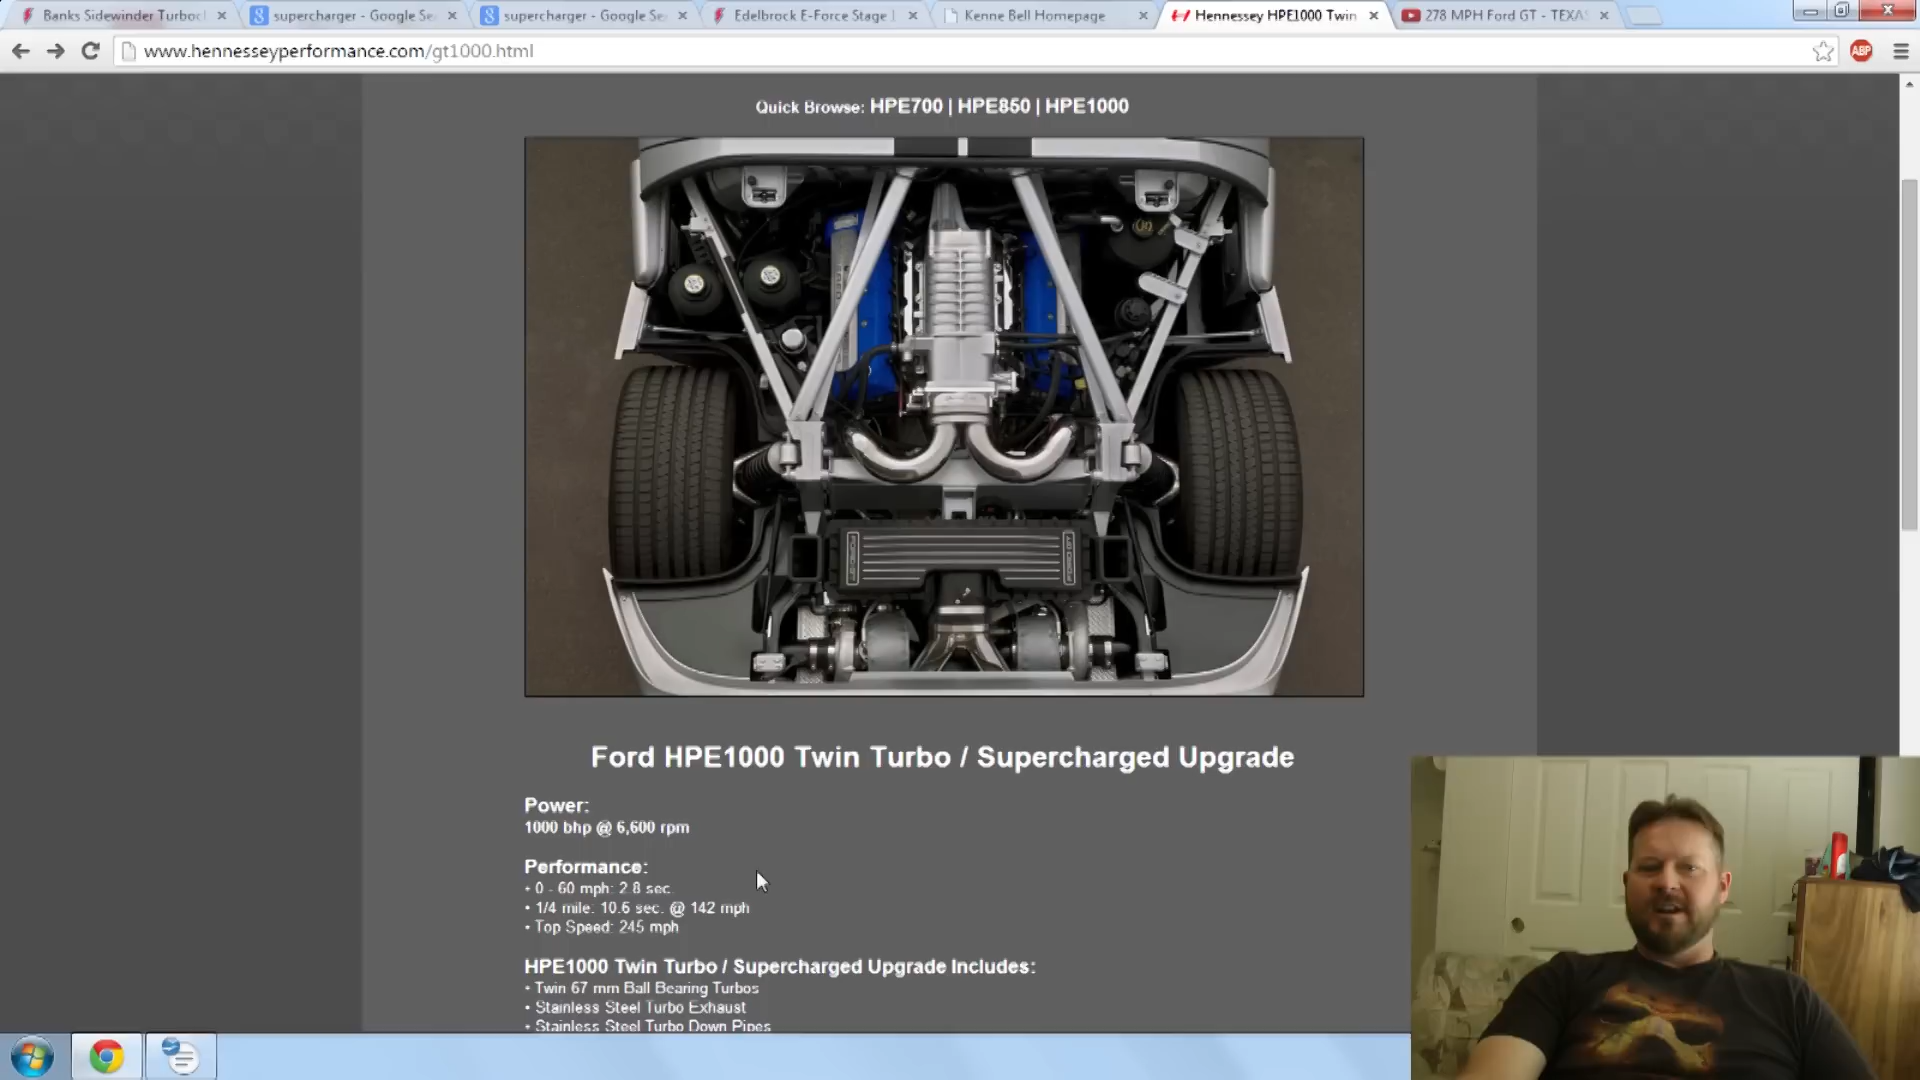 Banks Sidewinder Turbocl
supercharger - Google Se
supercharger - Google Se
Edelbrock E-Force Stage
Kenne Bell Homepage
Hennessey HPE1000 Twin
278 MPH Ford GT - TEXA
www.hennesseyperformance.com/gt1000.html
ABP
Quick Browse: HPE700 | HPE850 | HPE1000
FORD GT
Ford HPE1000 Twin Turbo / Supercharged Upgrade
Power:
1000 bhp @ 6,600 rpm
Performance:
• 0 - 60 mph: 2.8 sec.
• 1/4 mile: 10.6 sec. @ 142 mph
• Top Speed: 245 mph
HPE1000 Twin Turbo / Supercharged Upgrade Includes:
• Twin 67 mm Ball Bearing Turbos
• Stainless Steel Turbo Exhaust
• Stainless Steel Turbo Down Pipes